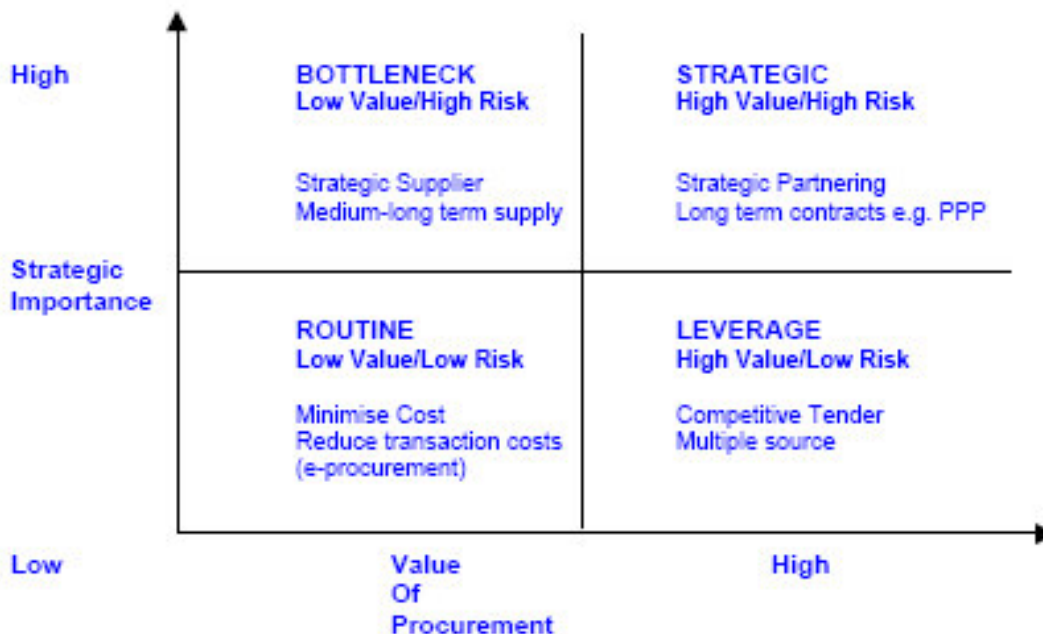 High
BOTTLENECK
Low Value/High Risk
Strategic Supplier
Medium-long term supply
STRATEGIC
High Value/High Risk
Strategic Partnering
Long term contracts e.g. PPP
Strategic
Importance
ROUTINE
Low Value/Low Risk
Minimise Cost
Reduce transaction costs
(e-procurement)
LEVERAGE
High Value/Low Risk
Competitive Tender
Multiple source
Low
Value
Of
Procurement
High